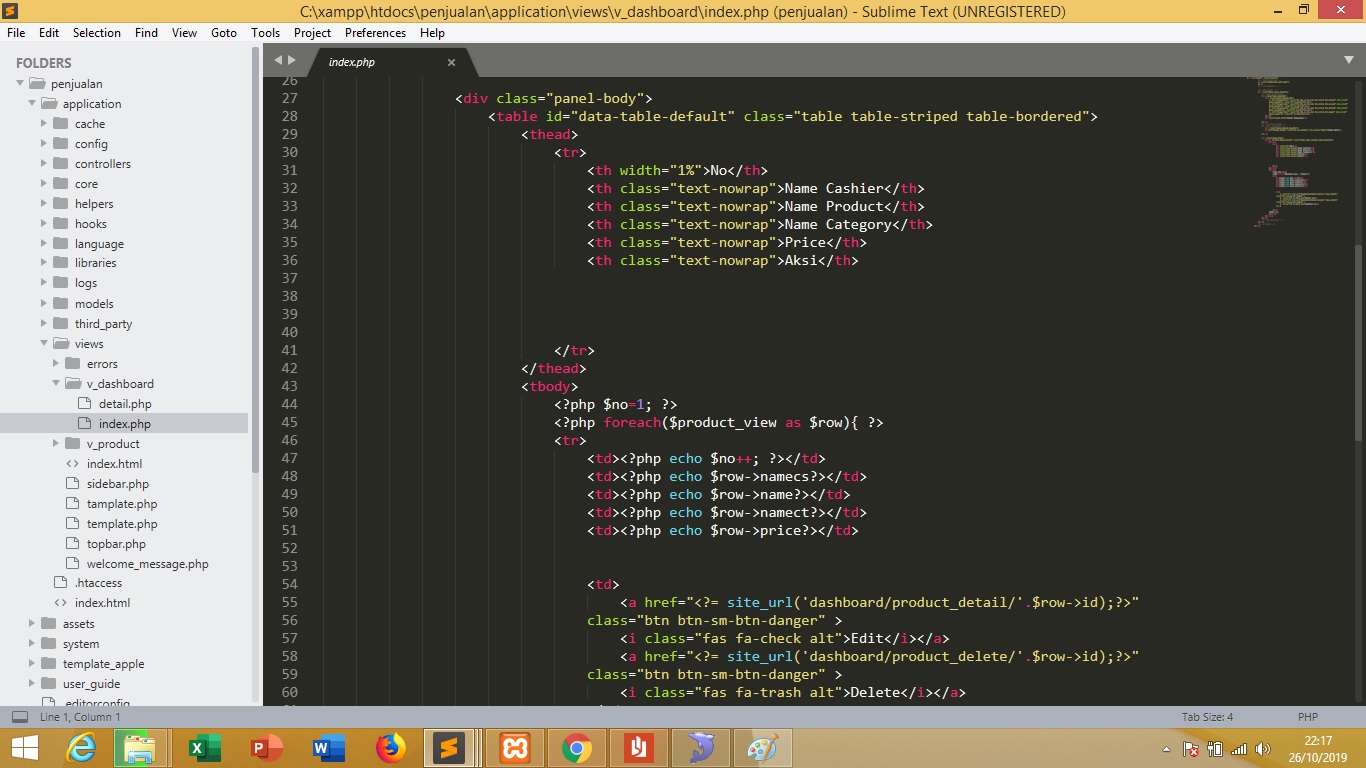 C:\xampp\htdocs\penjualan\application\views\v_dashboard\index.php (penjualan) - Sublime Text (UNREGISTERED)
File Edit Selection Find View Goto Tools Project Preferences Help
FOLDERS
penjualan
application
cache
config
controllers
core
helpers
hooks
language
libraries
logs
models
third_party
views
errors
v_dashboard
detail.php
index.php
v_product
index.html
sidebar.php
tamplate.php
template.php
topbar.php
welcome_message.php
.htaccess
index.html
assets
system
template_apple
user_guide
.editorconfig
index.php
26
27 <div class="panel-body">
28 <table id="data-table-default" class="table table-striped table-bordered">
29 <thead>
30 <tr>
31 <th width="1%">No</th>
32 <th class="text-nowrap">Name Cashier</th>
33 <th class="text-nowrap">Name Product</th>
34 <th class="text-nowrap">Name Category</th>
35 <th class="text-nowrap">Price</th>
36 <th class="text-nowrap">Aksi</th>
37
38
39
40
41 </tr>
42 </thead>
43 <tbody>
44 <?php $no=1; ?>
45 <?php foreach($product_view as $row){ ?>
46 <tr>
47 <td><?php echo $no++; ?></td>
48 <td><?php echo $row->namecs?></td>
49 <td><?php echo $row->name?></td>
50 <td><?php echo $row->namect?></td>
51 <td><?php echo $row->price?></td>
52
53
54 <td>
55 <a href="<?= site_url('dashboard/product_detail/'.$row->id);?>"
56 class="btn btn-sm-btn-danger" >
57 <i class="fas fa-check alt">Edit</i></a>
58 <a href="<?= site_url('dashboard/product_delete/'.$row->id);?>"
59 class="btn btn-sm-btn-danger" >
60 <i class="fas fa-trash alt">Delete</i></a>
Line 1, Column 1
Tab Size: 4
PHP
22:17
26/10/2019